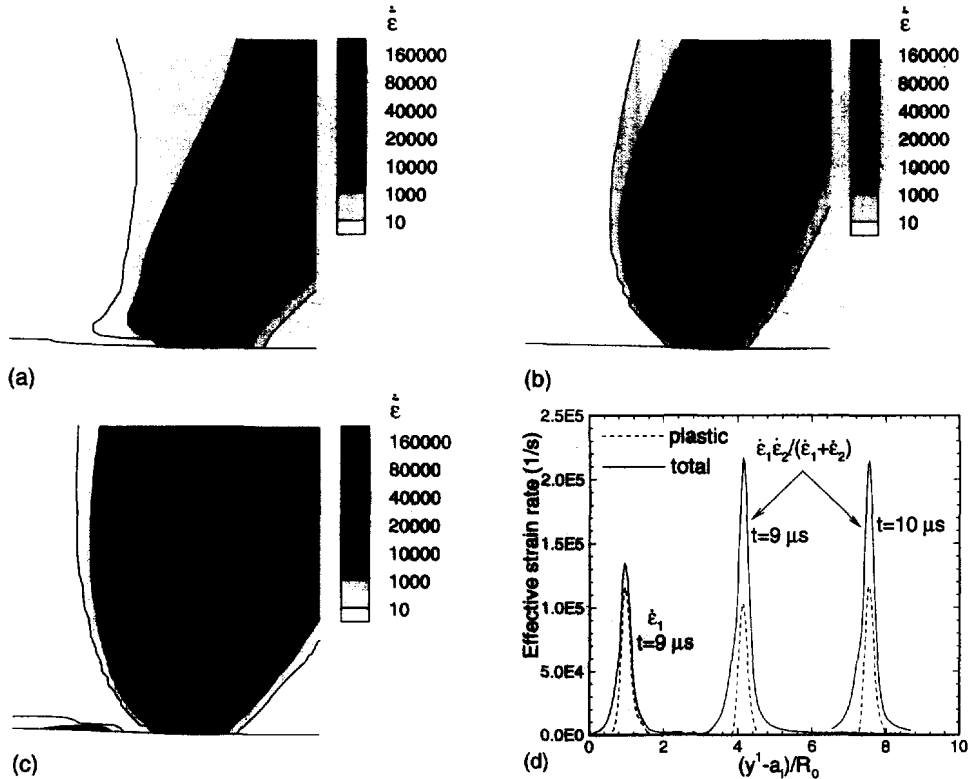 ε̇
160000
80000
40000
20000
10000
1000
10
(a)
ε̇
160000
80000
40000
20000
10000
1000
10
(b)
ε̇
160000
80000
40000
20000
10000
1000
10
(c)
Effective strain rate (1/s)
2.5E5
2.0E5
1.5E5
1.0E5
5.0E4
0.0E0
plastic
total
ε̇₁ε̇₂/(ε̇₁+ε̇₂)
t=9 μs
t=10 μs
ε̇₁
t=9 μs
0 2 4 6 8 10
(y¹-a₁)/R₀
(d)